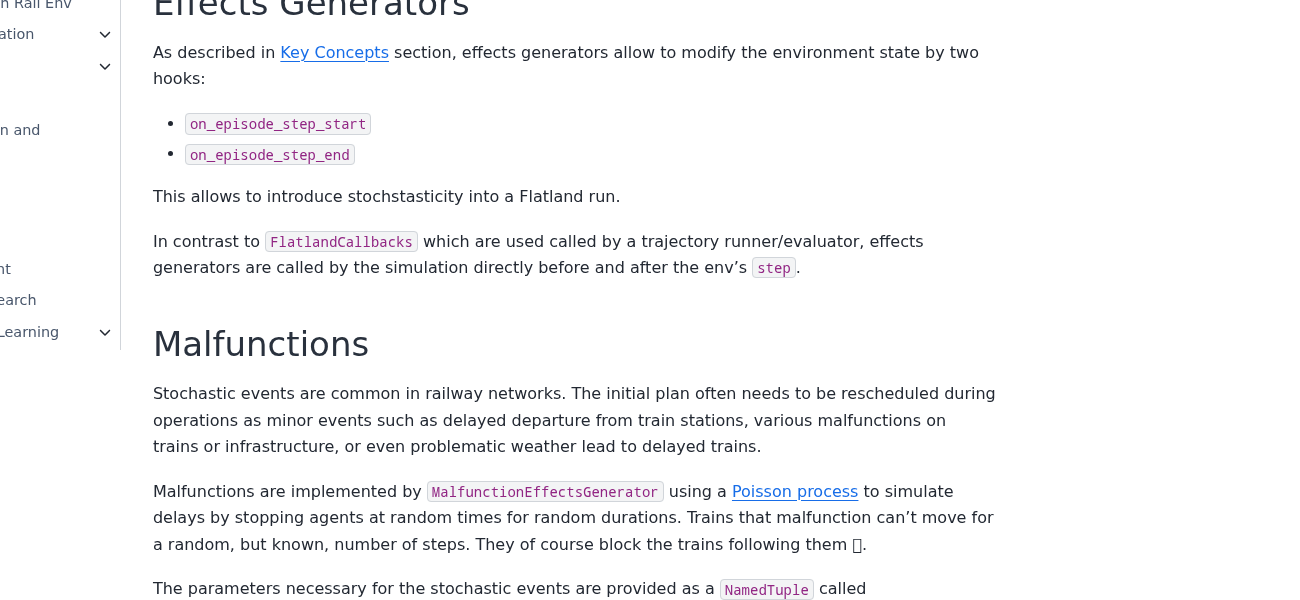 n Rail Env
ation
n and
nt
earch
Learning
Effects Generators
As described in Key Concepts section, effects generators allow to modify the environment state by two
hooks:
on_episode_step_start
on_episode_step_end
This allows to introduce stochstasticity into a Flatland run.
In contrast to FlatlandCallbacks which are used called by a trajectory runner/evaluator, effects
generators are called by the simulation directly before and after the env’s step.
Malfunctions
Stochastic events are common in railway networks. The initial plan often needs to be rescheduled during
operations as minor events such as delayed departure from train stations, various malfunctions on
trains or infrastructure, or even problematic weather lead to delayed trains.
Malfunctions are implemented by MalfunctionEffectsGenerator using a Poisson process to simulate
delays by stopping agents at random times for random durations. Trains that malfunction can’t move for
a random, but known, number of steps. They of course block the trains following them .
The parameters necessary for the stochastic events are provided as a NamedTuple called